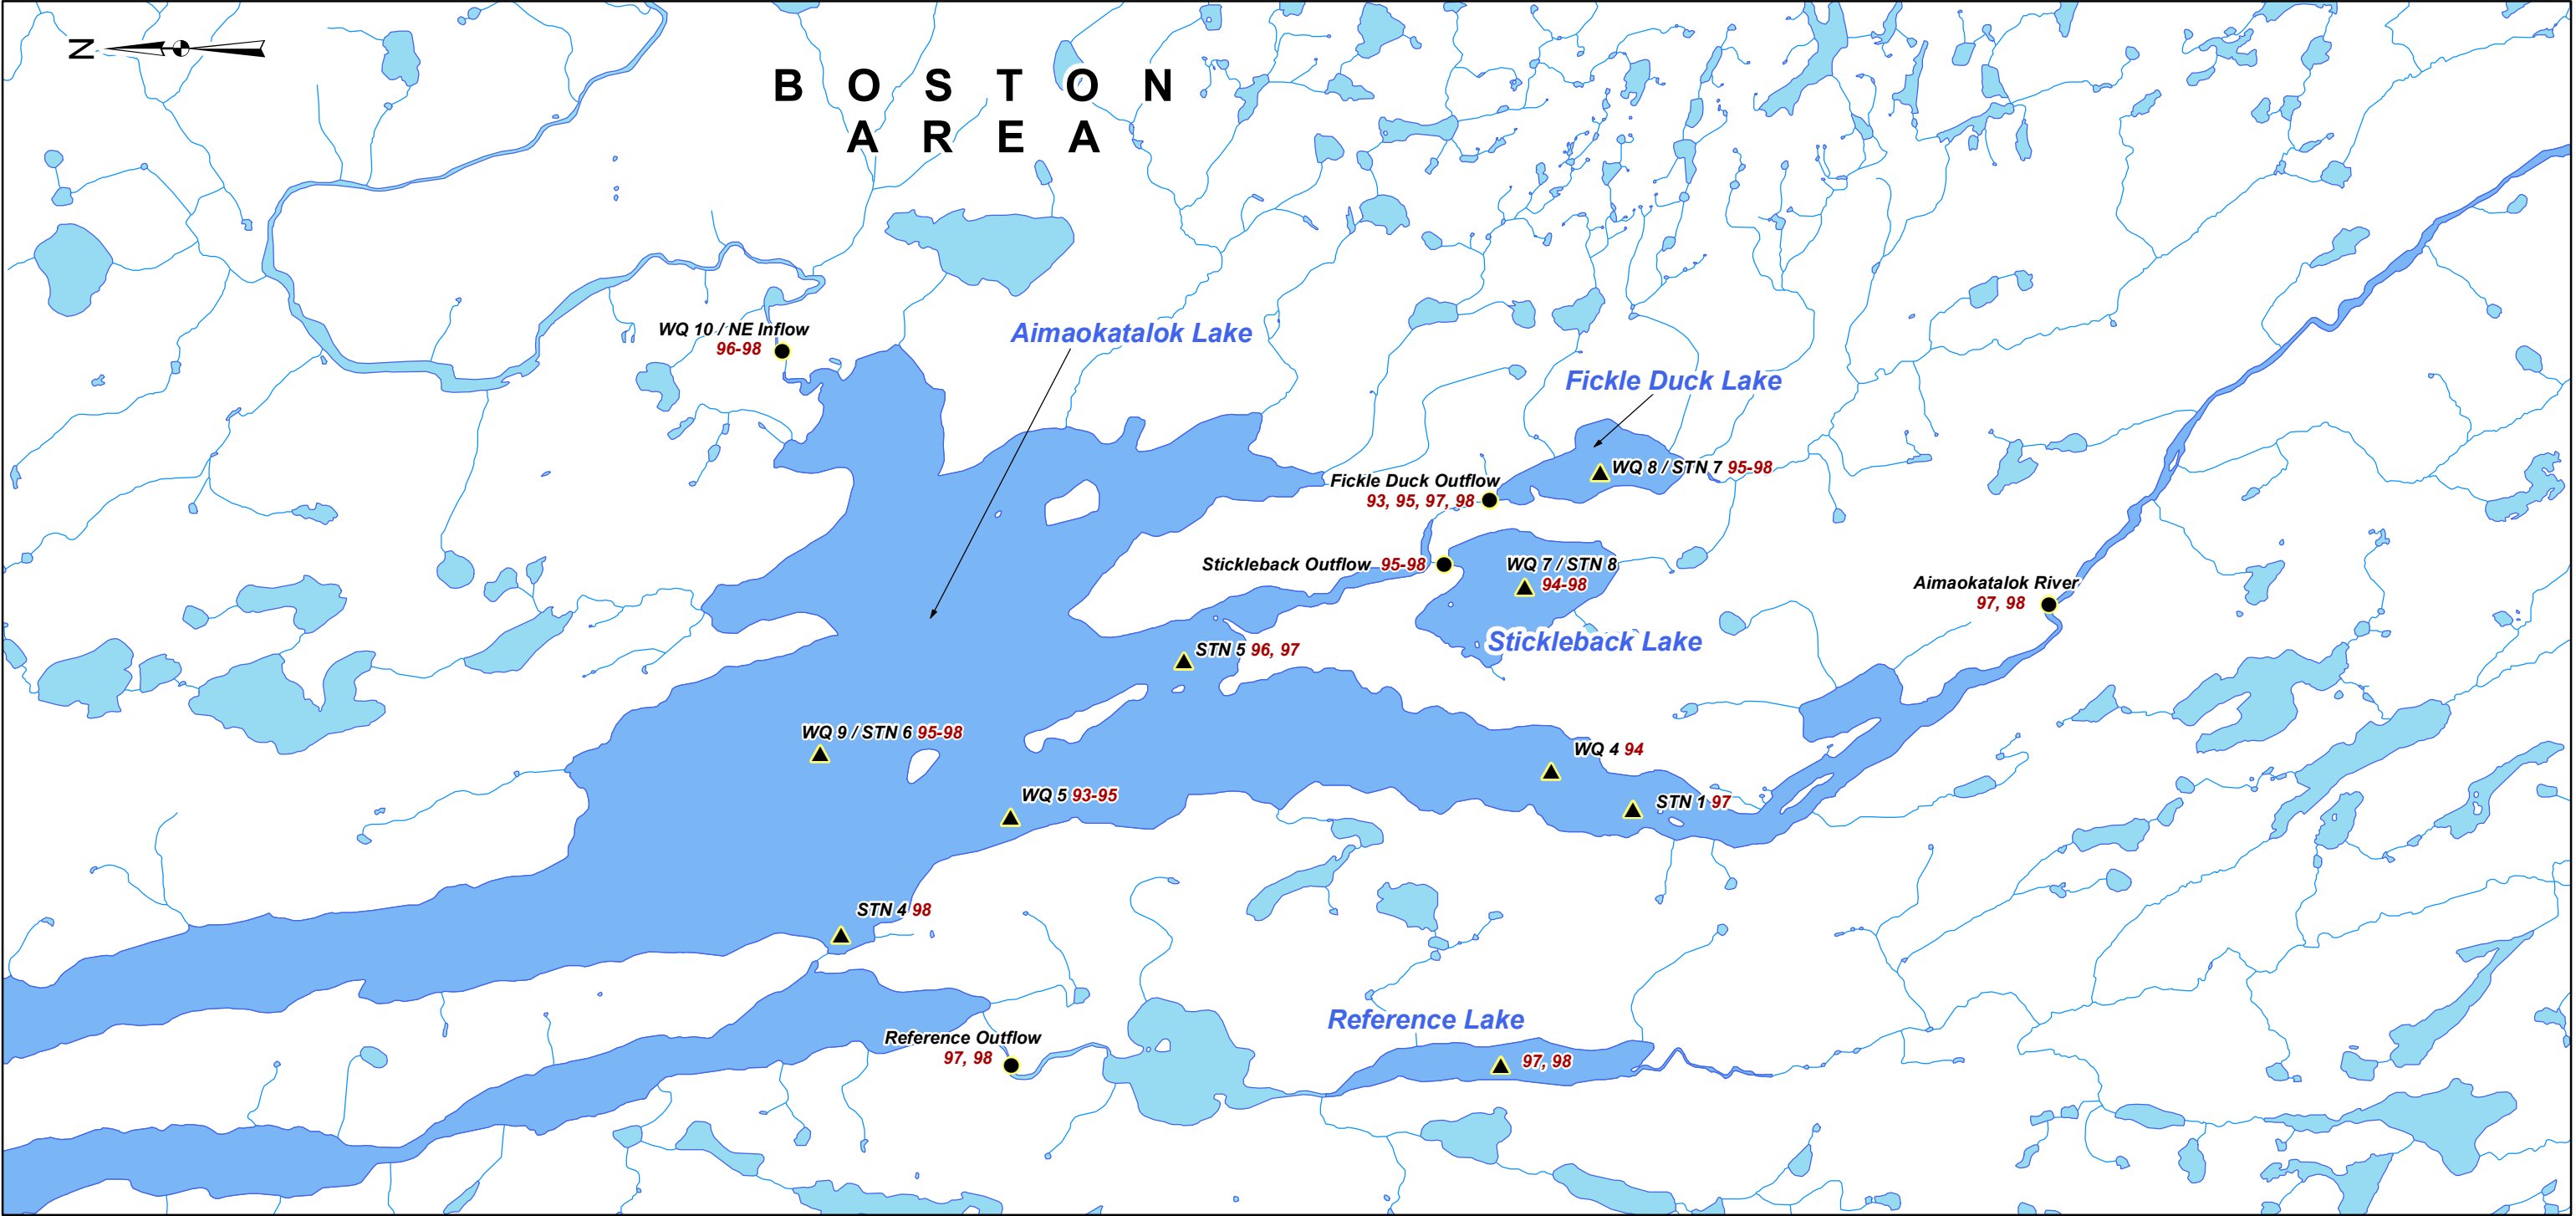 N
B O S T O N
A R E A
WQ 10 / NE Inflow
96-98
Aimaokatalok Lake
Fickle Duck Lake
WQ 8 / STN 7 95-98
Fickle Duck Outflow
93, 95, 97, 98
Stickleback Outflow 95-98
WQ 7 / STN 8
94-98
Aimaokatalok River
97, 98
Stickleback Lake
STN 5 96, 97
WQ 9 / STN 6 95-98
WQ 4 94
WQ 5 93-95
STN 1 97
STN 4 98
Reference Lake
Reference Outflow
97, 98
97, 98